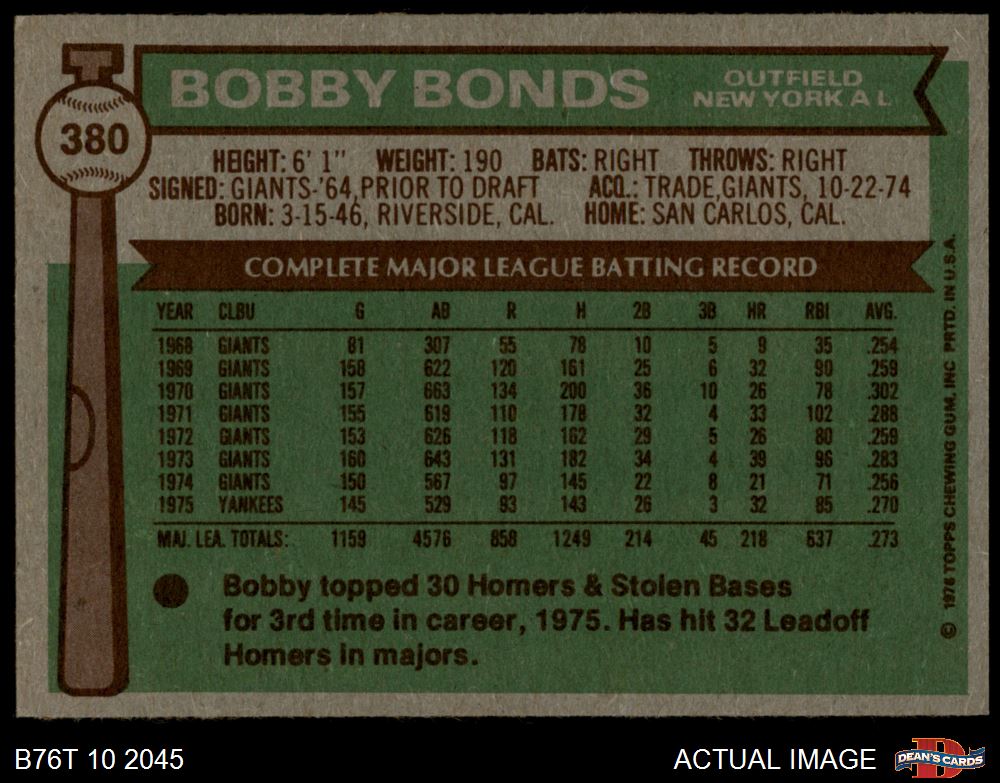 BOBBY BONDS
OUTFIELD
NEW YORK A L
380
HEIGHT: 6' 1" WEIGHT: 190 BATS: RIGHT THROWS: RIGHT
SIGNED: GIANTS-'64, PRIOR TO DRAFT ACQ.: TRADE, GIANTS, 10-22-74
BORN: 3-15-46, RIVERSIDE, CAL. HOME: SAN CARLOS, CAL.
COMPLETE MAJOR LEAGUE BATTING RECORD
YEAR CLBU G AB R H 2B 3B HR RBI AVG.
1968 GIANTS 81 307 55 78 10 5 9 35 .254
1969 GIANTS 158 622 120 161 25 6 32 90 .259
1970 GIANTS 157 663 134 200 36 10 26 78 .302
1971 GIANTS 155 619 110 178 32 4 33 102 .288
1972 GIANTS 153 626 118 162 29 5 26 80 .259
1973 GIANTS 160 643 131 182 34 4 39 96 .283
1974 GIANTS 150 567 97 145 22 8 21 71 .256
1975 YANKEES 145 529 93 143 26 3 32 85 .270
MAJ. LEA. TOTALS: 1159 4576 858 1249 214 45 218 637 .273
Bobby topped 30 Homers & Stolen Bases
for 3rd time in career, 1975. Has hit 32 Leadoff
Homers in majors.
© 1976 TOPPS CHEWING GUM, INC PRTD. IN U.S.A.
B76T 10 2045
ACTUAL IMAGE
D
DEAN'S CARDS